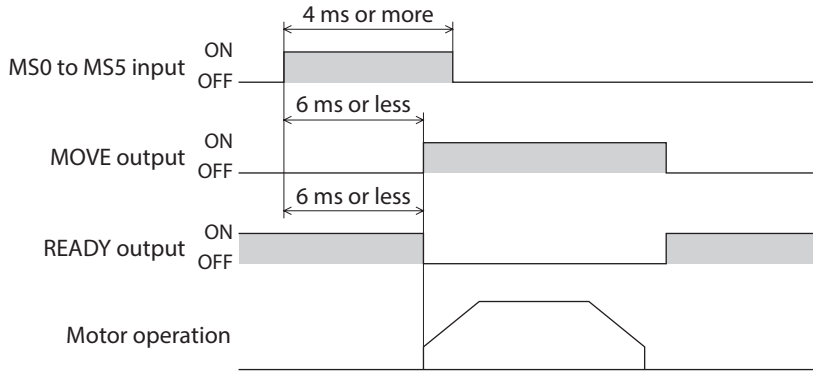 4 ms or more
MS0 to MS5 input
ON
OFF
6 ms or less
MOVE output
ON
OFF
6 ms or less
READY output
ON
OFF
Motor operation